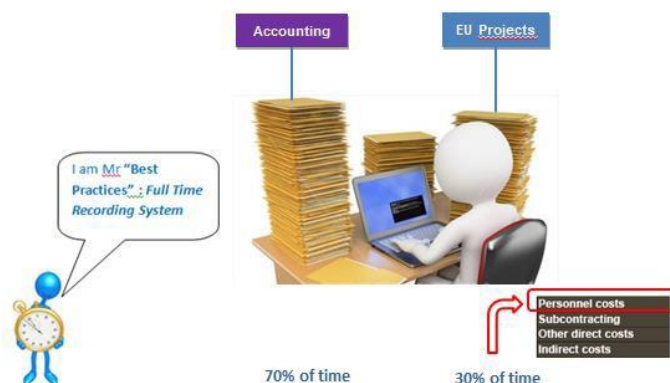 Accounting
EU Projects
I am Mr "Best
Practices" : Full Time
Recording System
Personnel costs
Subcontracting
Other direct costs
Indirect costs
70% of time
30% of time